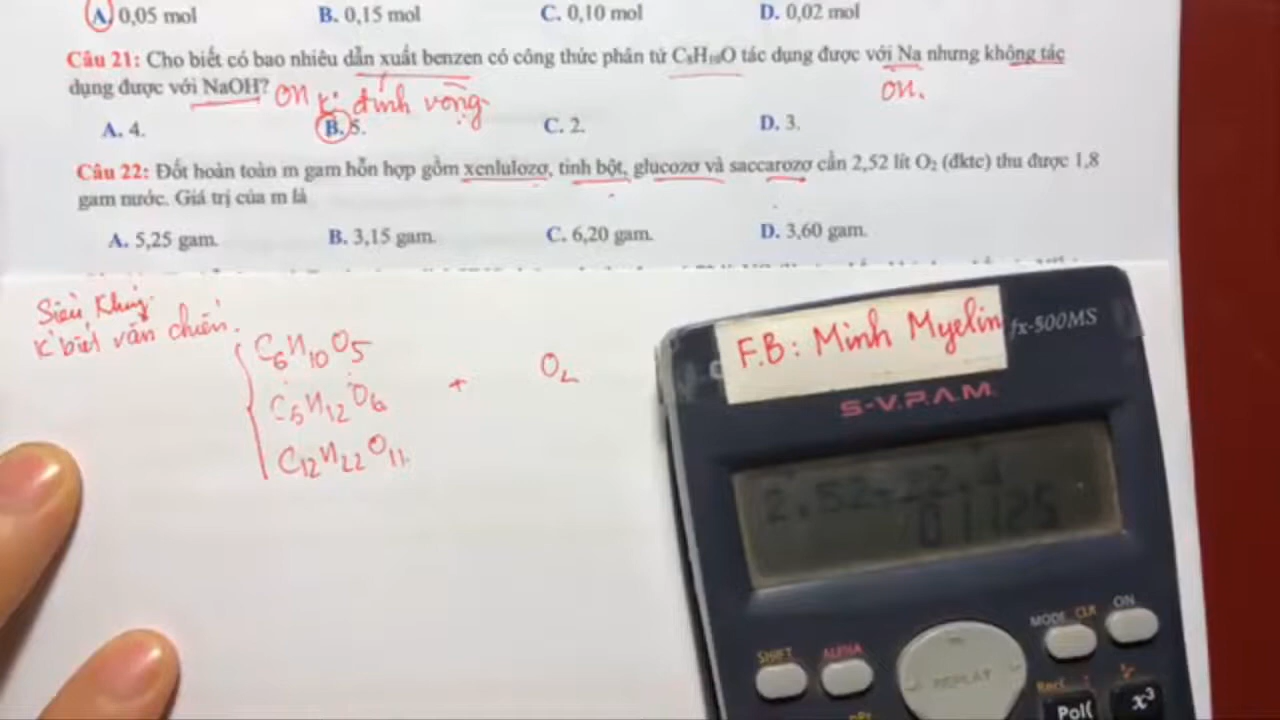 A. 0,05 mol B. 0,15 mol C. 0,10 mol D. 0,02 mol
Câu 21: Cho biết có bao nhiêu dẫn xuất benzen có công thức phân tử C₈H₁₀O tác dụng được với Na nhưng không tác
dụng được với NaOH?
OH k đính vòng
OH.
A. 4. B. 5. C. 2. D. 3.
Câu 22: Đốt hoàn toàn m gam hỗn hợp gồm xenlulozơ, tinh bột, glucozơ và saccarozơ cần 2,52 lít O₂ (đktc) thu được 1,8
gam nước. Giá trị của m là
A. 5,25 gam. B. 3,15 gam. C. 6,20 gam. D. 3,60 gam.
Siêu Khủng
K biết văn
C₆H₁₀O₅
C₅H₁₂O₆ + O₂
C₁₂H₂₂O₁₁
F.B: Minh Myelin
fx-500MS
S-V.P.A.M.
2.52÷22.4
0.1125
SHIFT ALPHA MODE CLR ON
REPLAY
Pol( x³